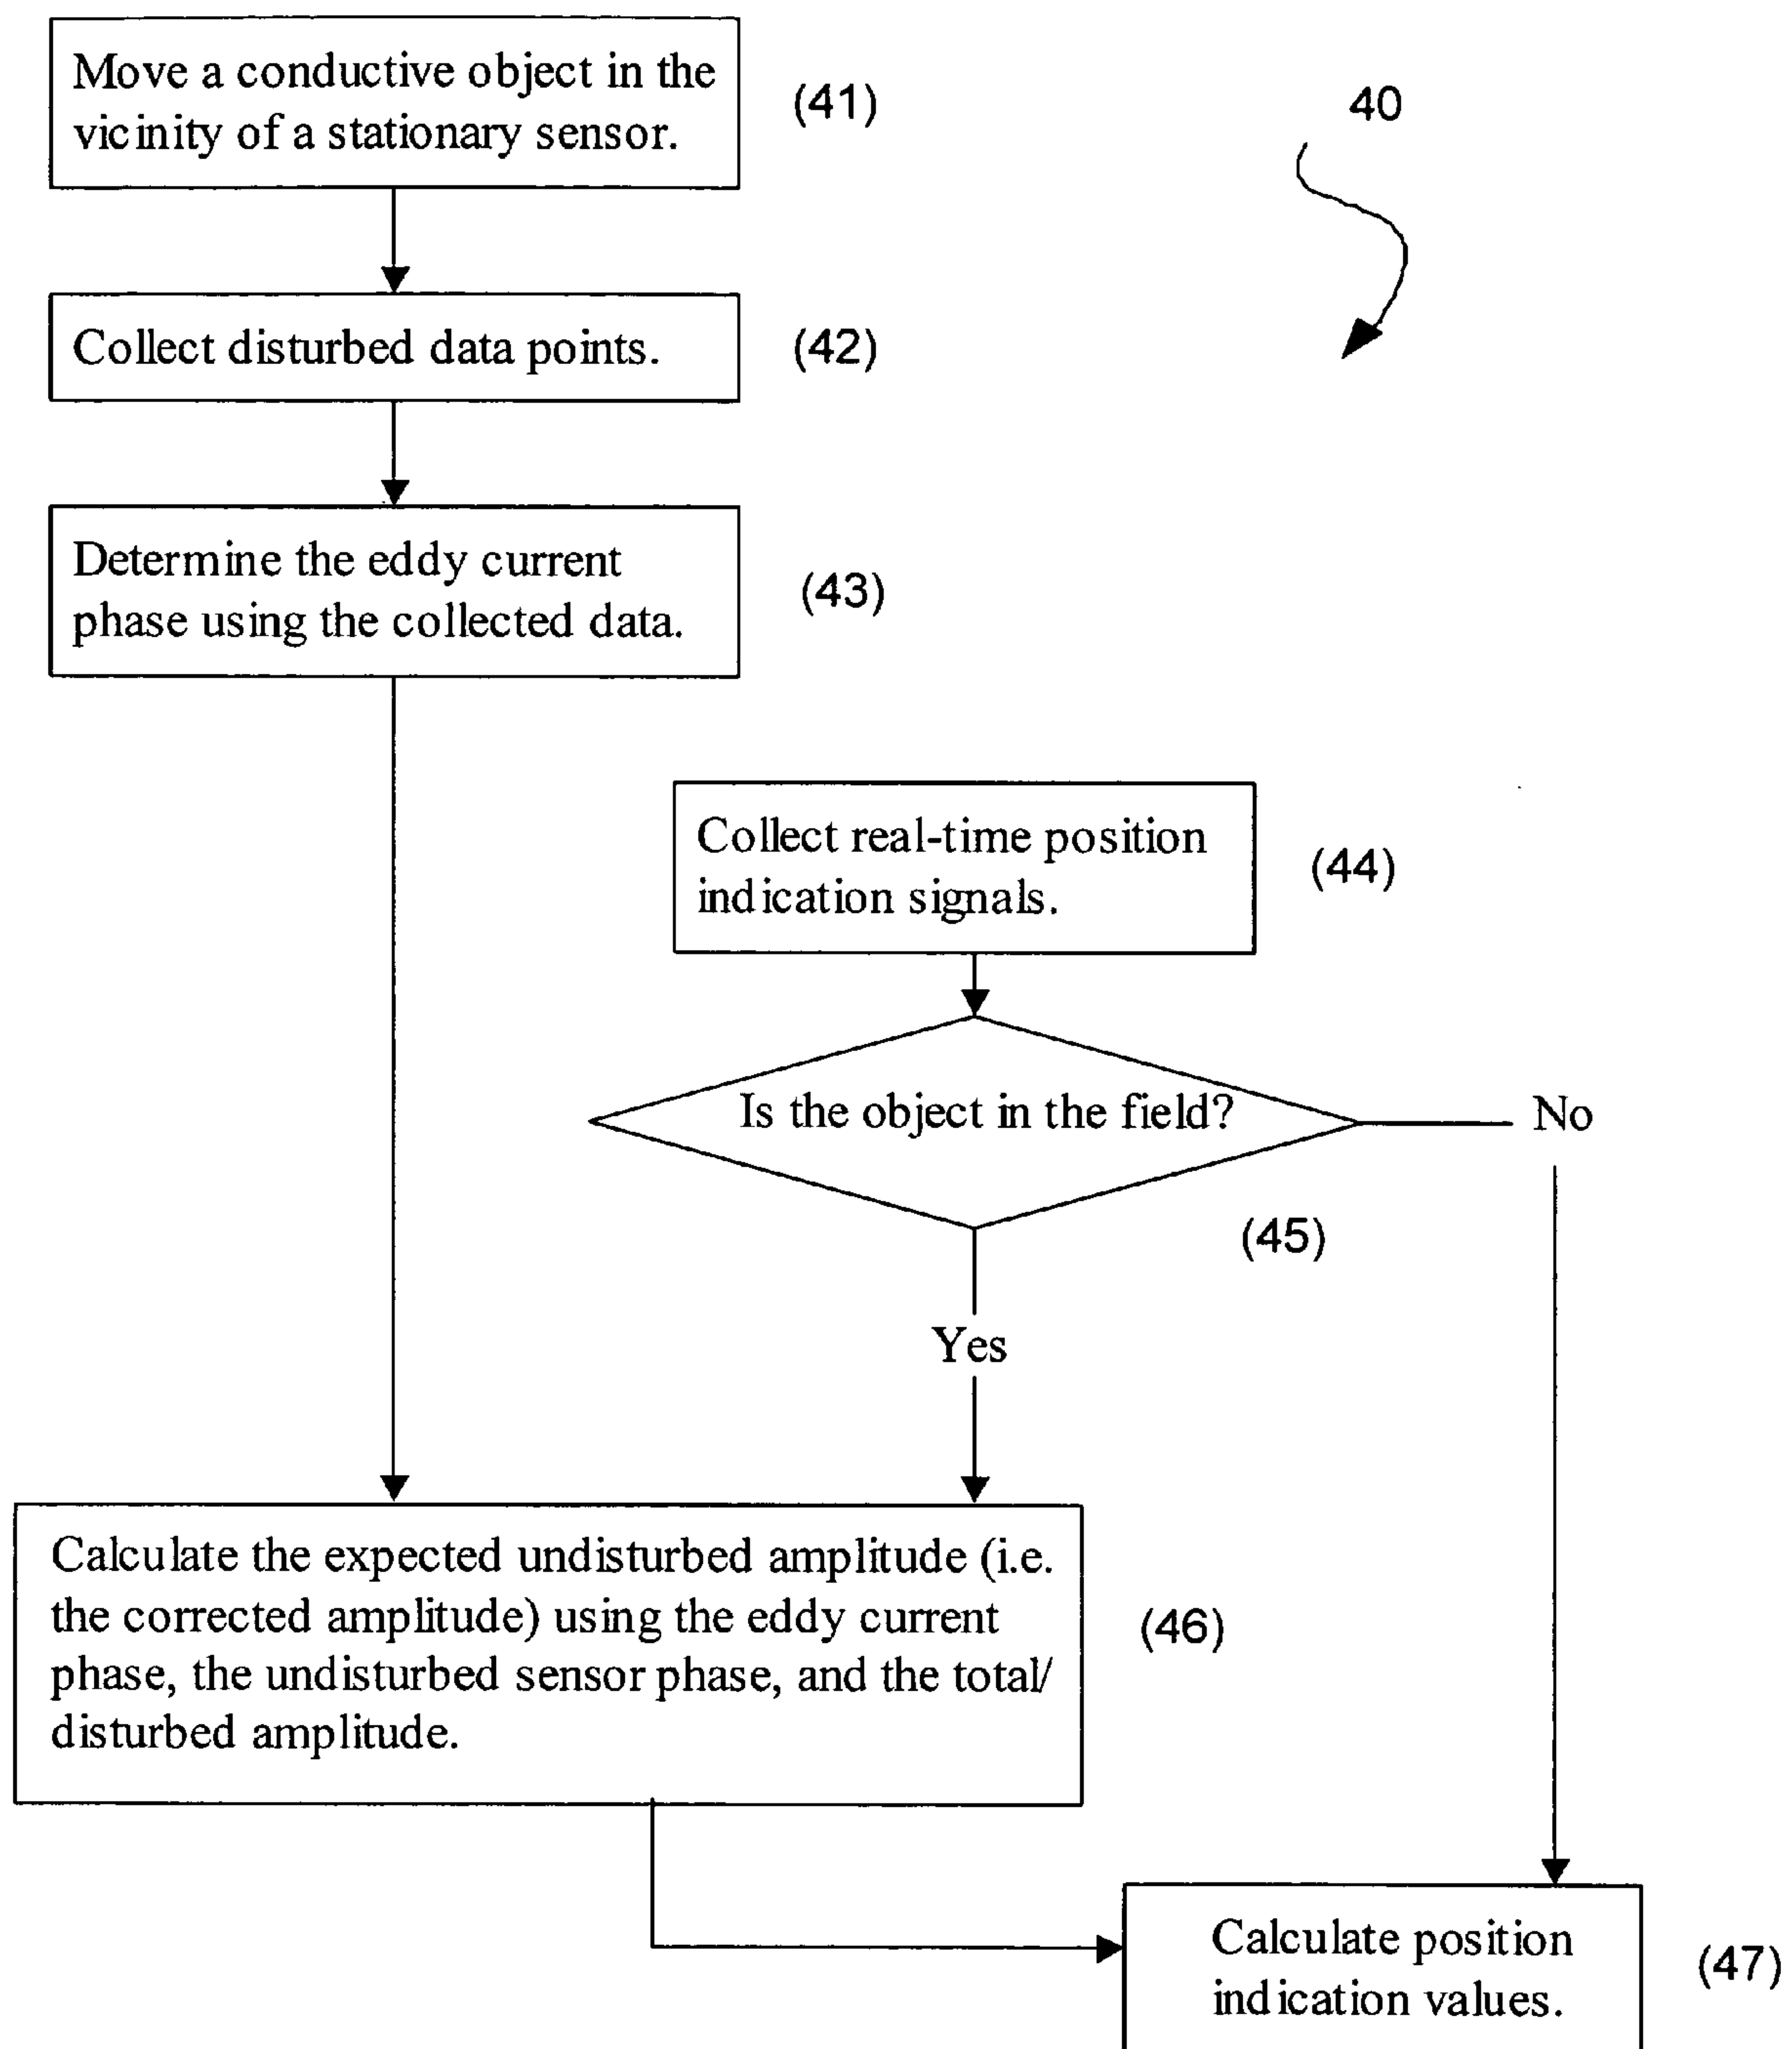 Move a conductive object in the
vicinity of a stationary sensor.
(41)
40
Collect disturbed data points.
(42)
Determine the eddy current
phase using the collected data.
(43)
Collect real-time position
indication signals.
(44)
Is the object in the field?
No
(45)
Yes
Calculate the expected undisturbed amplitude (i.e.
the corrected amplitude) using the eddy current
phase, the undisturbed sensor phase, and the total/
disturbed amplitude.
(46)
Calculate position
indication values.
(47)